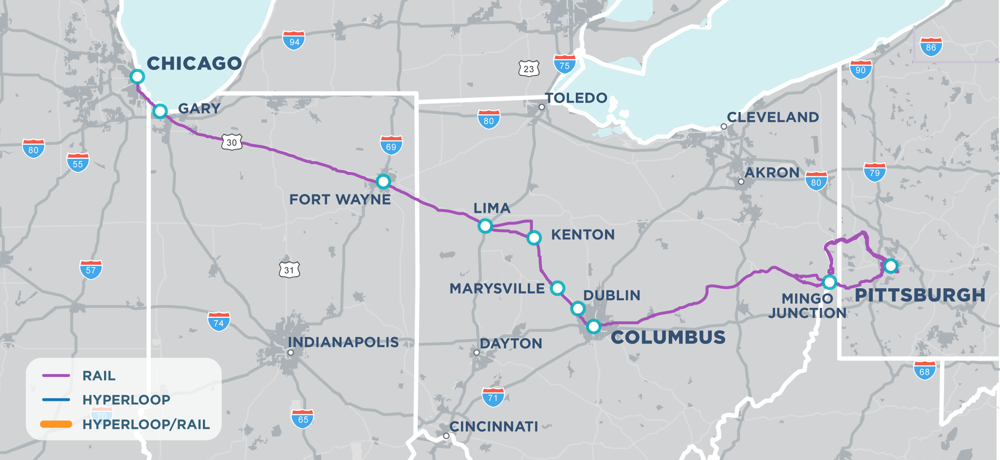 94
86
CHICAGO
23
75
90
TOLEDO
GARY
80
CLEVELAND
30
69
80
55
79
AKRON
80
FORT WAYNE
LIMA
KENTON
57
31
MARYSVILLE
DUBLIN
PITTSBURGH
MINGO
JUNCTION
74
COLUMBUS
INDIANAPOLIS
DAYTON
68
RAIL
71
HYPERLOOP
70
65
HYPERLOOP/RAIL
CINCINNATI